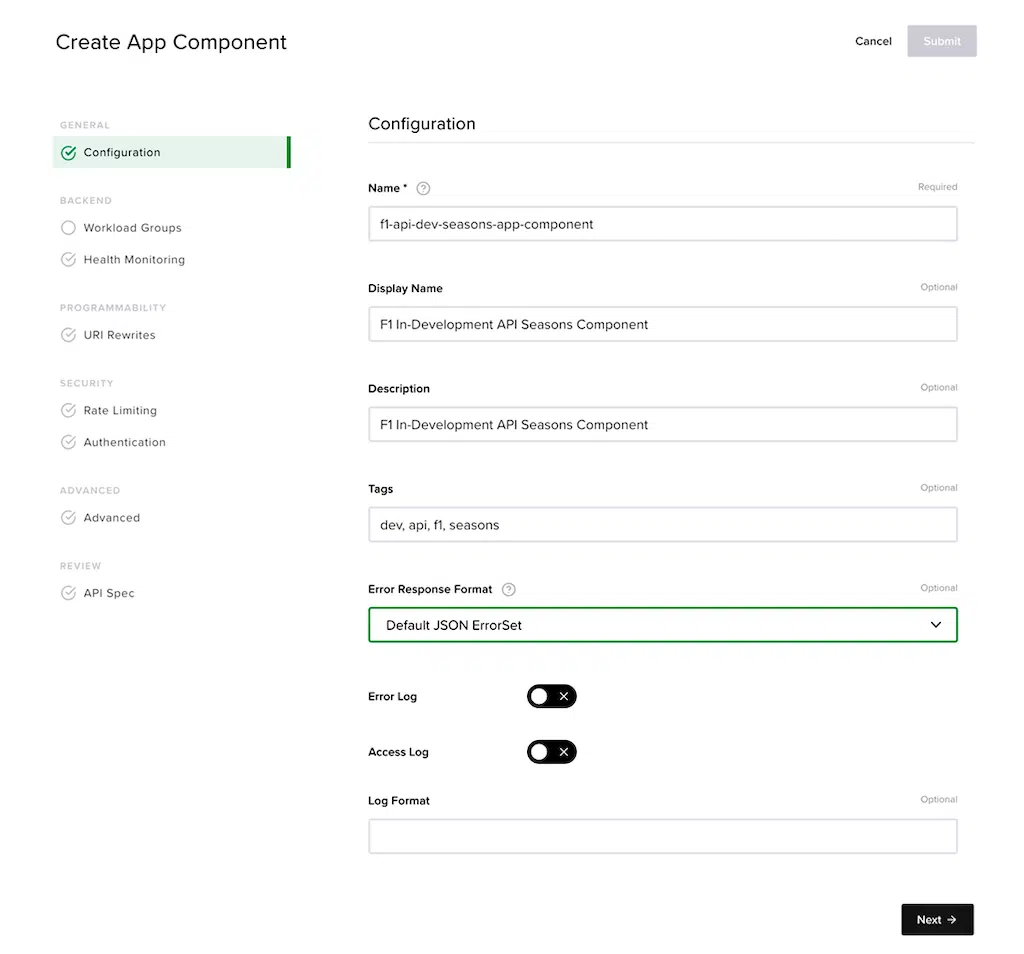 Create App Component
Cancel
Submit
GENERAL
Configuration
BACKEND
Workload Groups
Health Monitoring
PROGRAMMABILITY
URI Rewrites
SECURITY
Rate Limiting
Authentication
ADVANCED
Advanced
REVIEW
API Spec
Configuration
Name * ?
Required
f1-api-dev-seasons-app-component
Display Name
Optional
F1 In-Development API Seasons Component
Description
Optional
F1 In-Development API Seasons Component
Tags
Optional
dev, api, f1, seasons
Error Response Format ?
Optional
Default JSON ErrorSet
Error Log
Access Log
Log Format
Optional
Next →